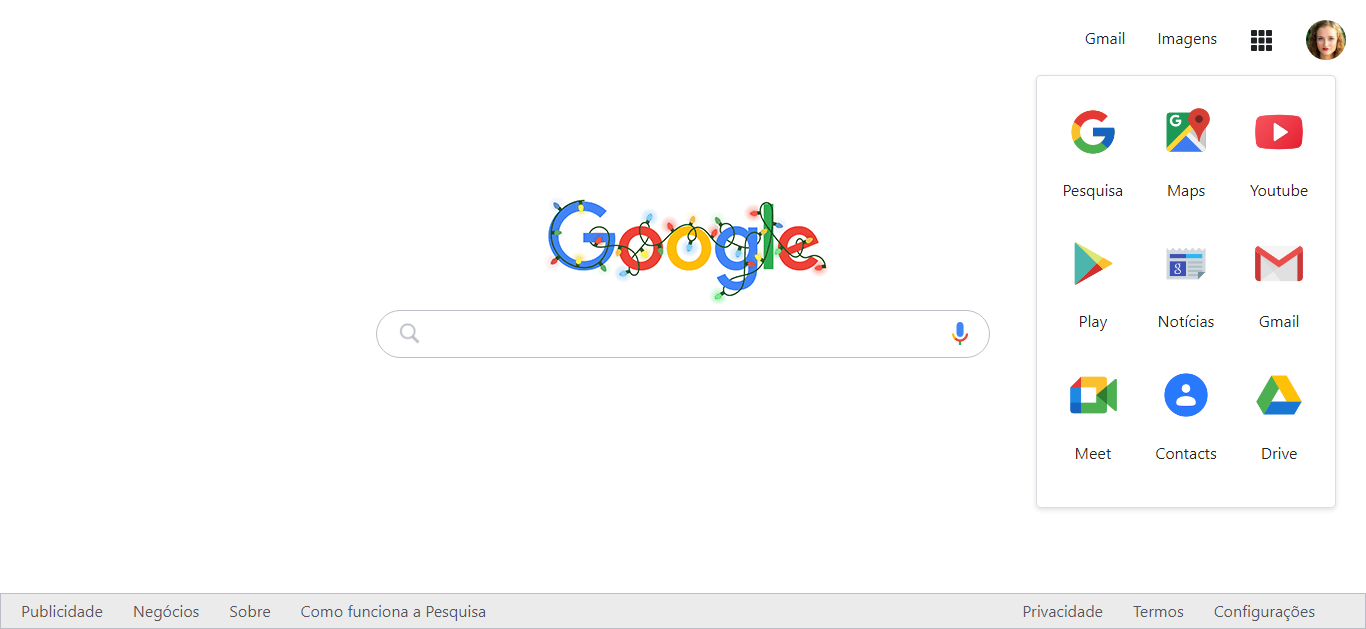 Gmail Imagens
Pesquisa Maps Youtube
Google
Play Notícias Gmail
Meet Contacts Drive
Publicidade Negócios Sobre Como funciona a Pesquisa Privacidade Termos Configurações